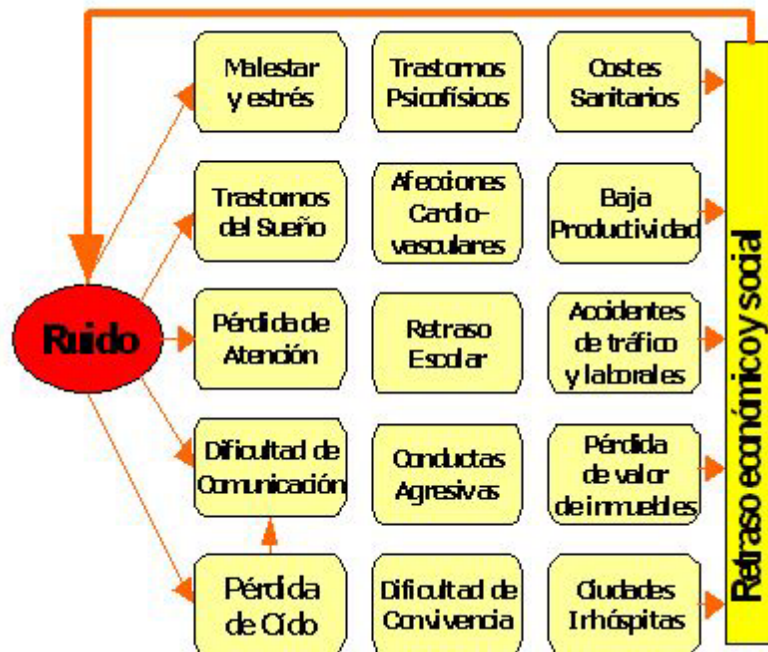 Malestar
y estrés
Trastornos
Psicofísicos
Costes
Sanitarios
Trastornos
del Sueño
Afecciones
Cardio-
vasculares
Baja
Productividad
Ruido
Pérdida de
Atención
Retraso
Escolar
Accidentes
de tráfico
y laborales
Dificultad de
Comunicación
Conductas
Agresivas
Pérdida
de valor
de inmuebles
Pérdida
de Oído
Dificultad de
Convivencia
Ciudades
Inhóspitas
Retraso económico y social